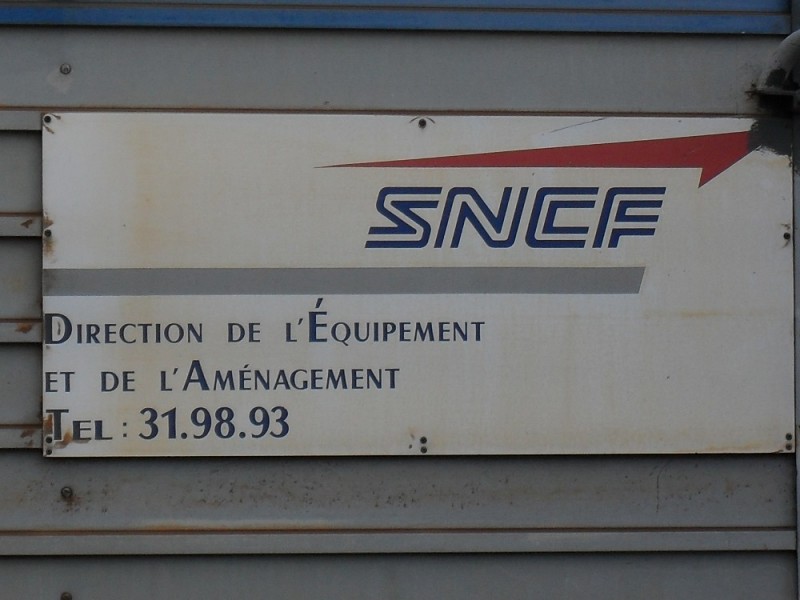 SNCF
DIRECTION DE L'ÉQUIPEMENT
ET DE L'AMÉNAGEMENT
TEL : 31.98.93